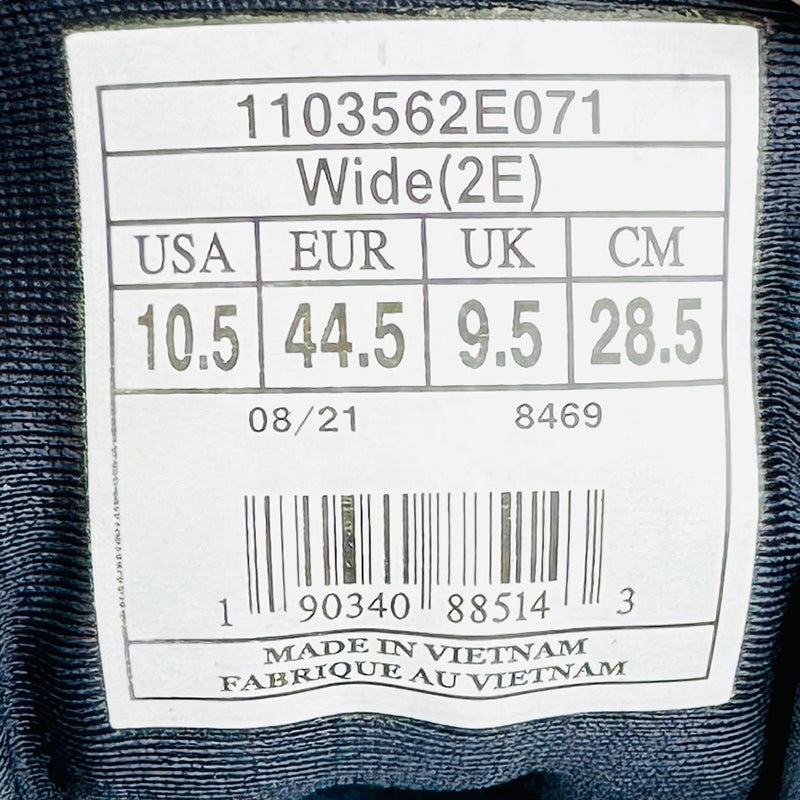 1103562E071
Wide(2E)
USA EUR UK CM
10.5 44.5 9.5 28.5
08/21 8469
1 90340 88514 3
MADE IN VIETNAM
FABRIQUE AU VIETNAM